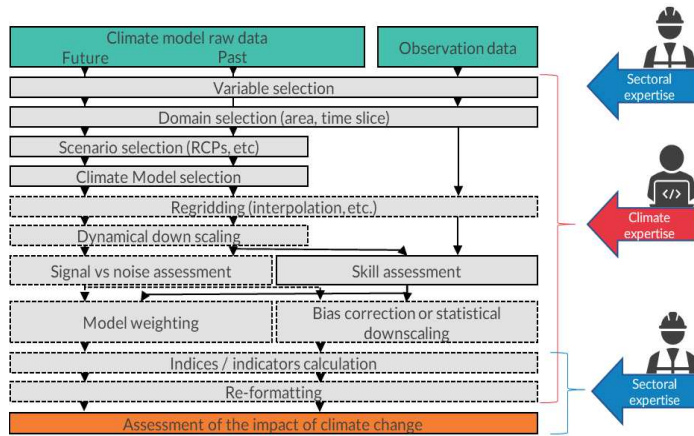 Climate model raw data
Future Past
Observation data
Variable selection
Domain selection (area, time slice)
Scenario selection (RCPs, etc)
Climate Model selection
Regridding (interpolation, etc.)
Dynamical down scaling
Signal vs noise assessment
Skill assessment
Model weighting
Bias correction or statistical
downscaling
Indices / indicators calculation
Re-formatting
Assessment of the impact of climate change
Sectoral
expertise
</>
Climate
expertise
Sectoral
expertise